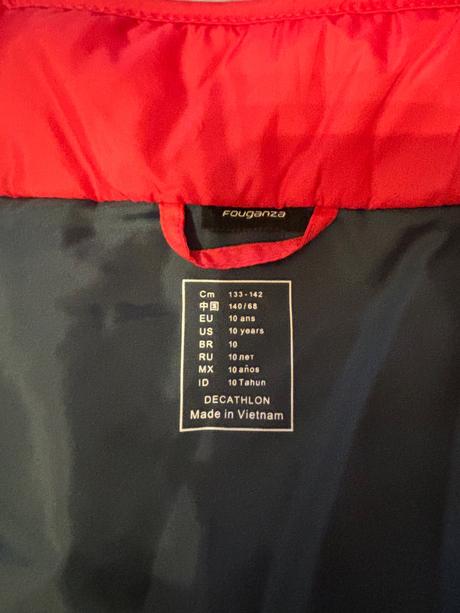 Fouganza
Cm 133-142
中国 140/68
EU 10 ans
US 10 years
BR 10
RU 10 лет
MX 10 años
ID 10 Tahun
DECATHLON
Made in Vietnam